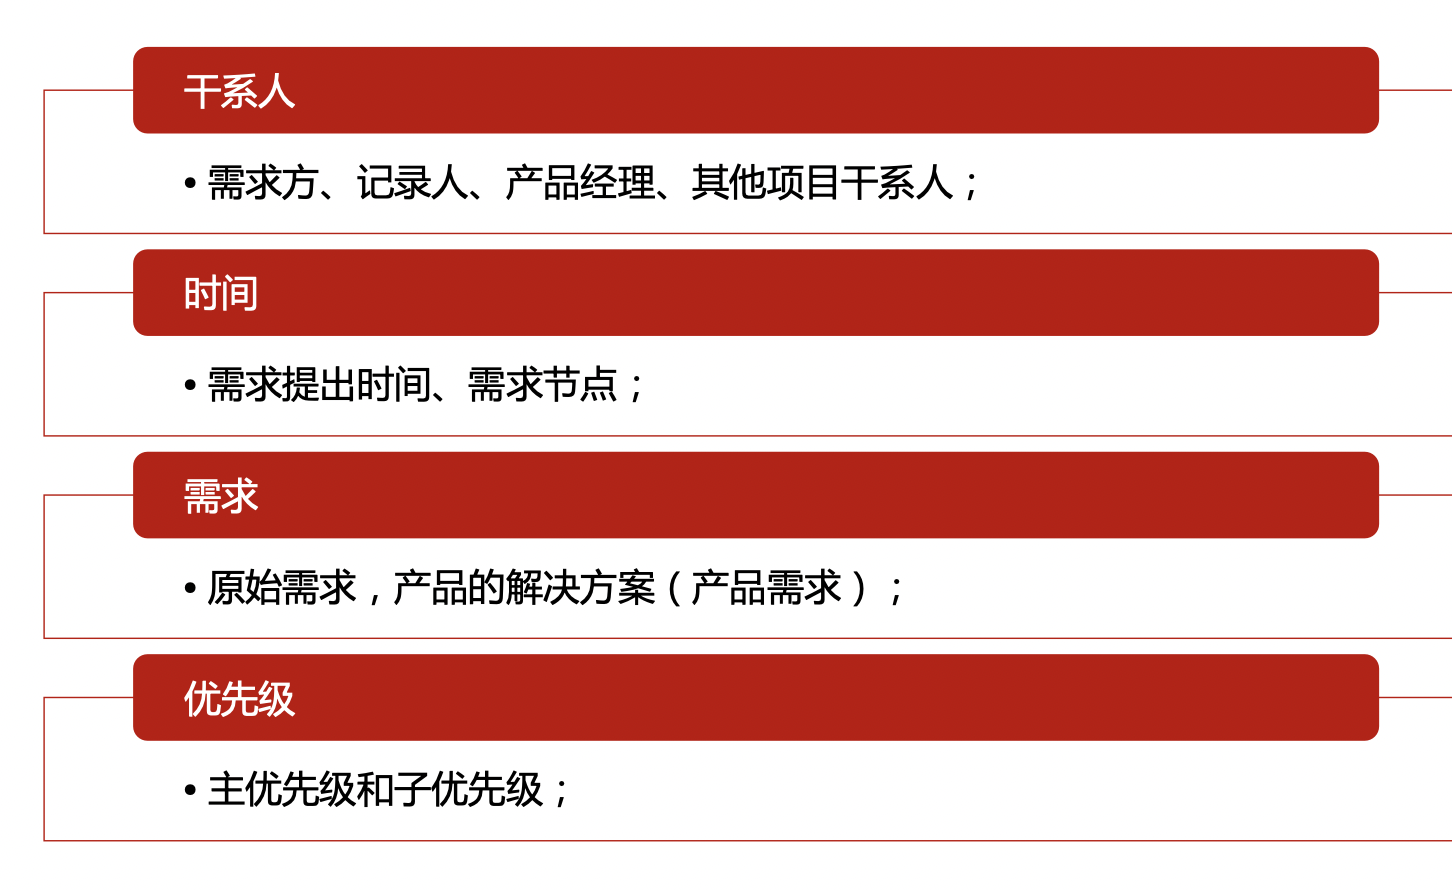 干系人
• 需求方、记录人、产品经理、其他项目干系人；
时间
• 需求提出时间、需求节点；
需求
• 原始需求，产品的解决方案（产品需求）；
优先级
• 主优先级和子优先级；